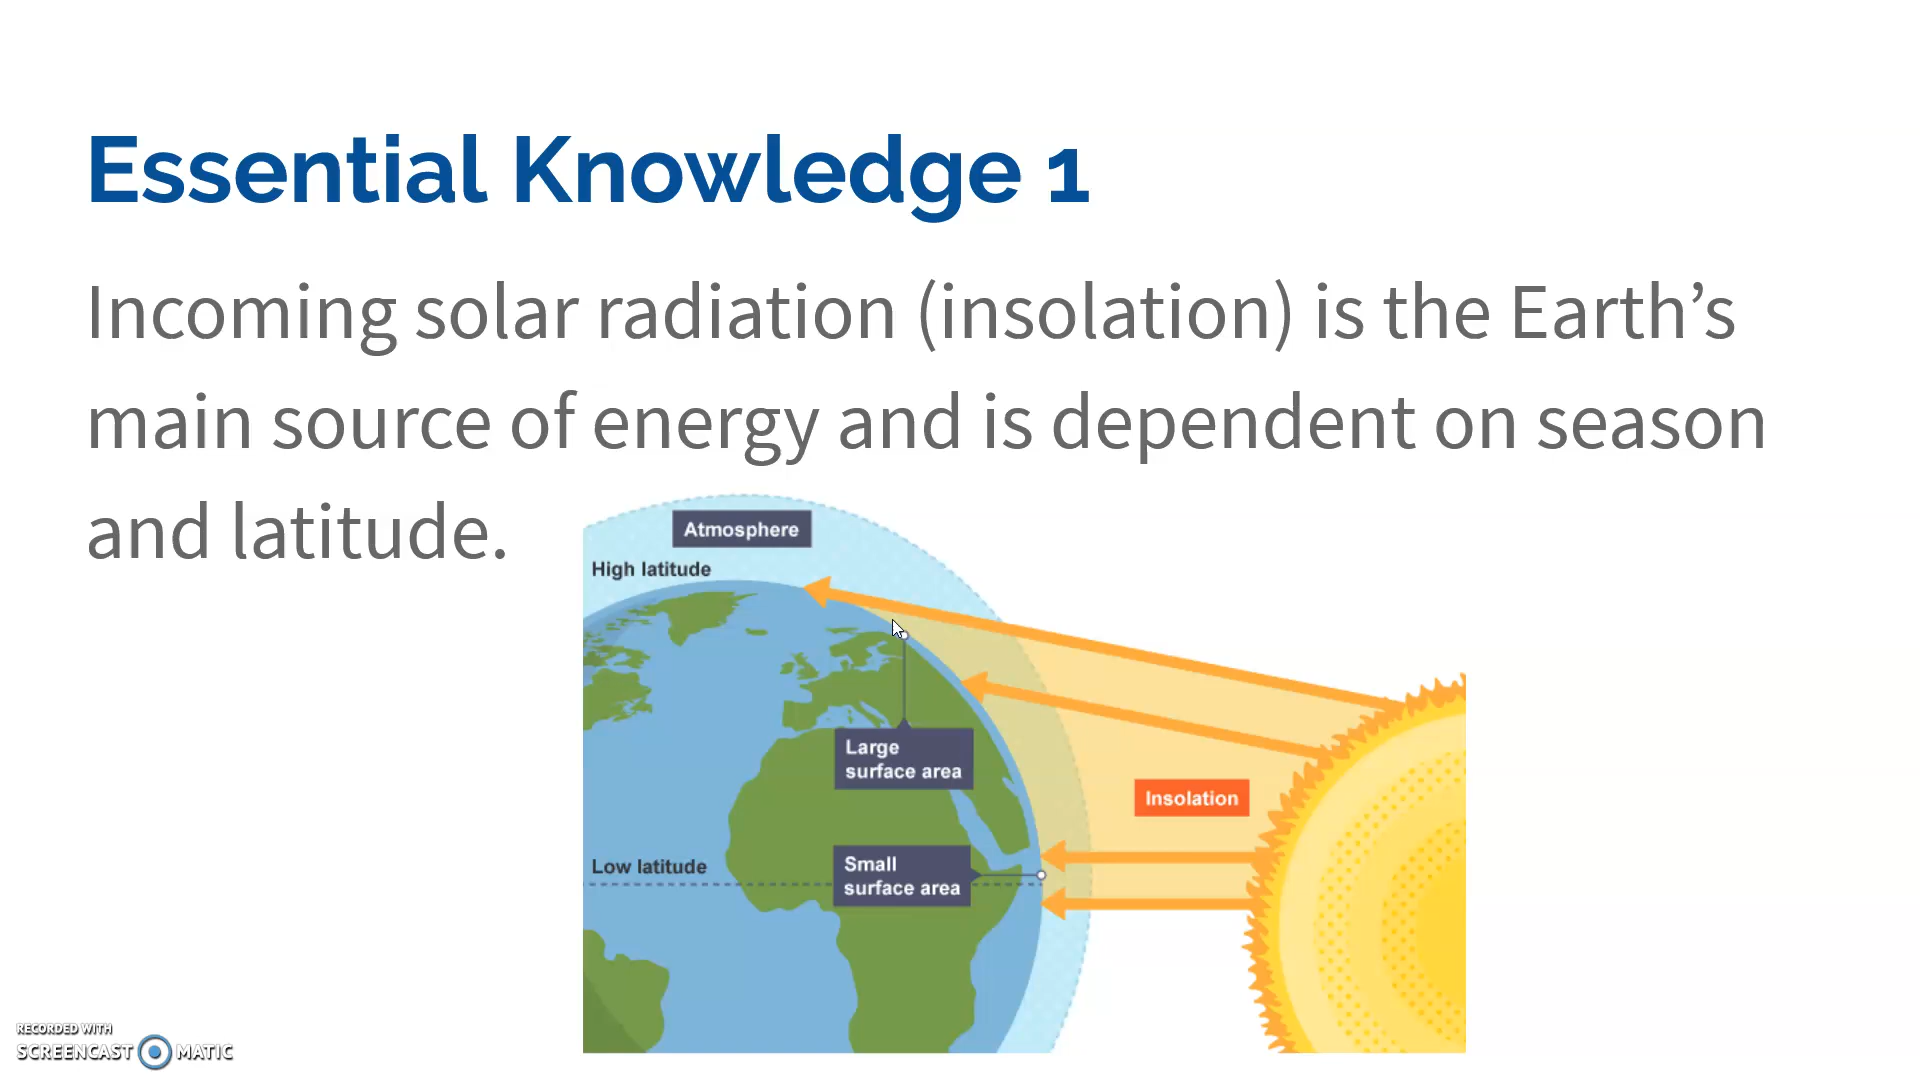 Essential Knowledge 1
Incoming solar radiation (insolation) is the Earth’s
main source of energy and is dependent on season
and latitude.
Atmosphere
High latitude
Large
surface area
Insolation
Low latitude
Small
surface area
RECORDED WITH
SCREENCAST MATIC